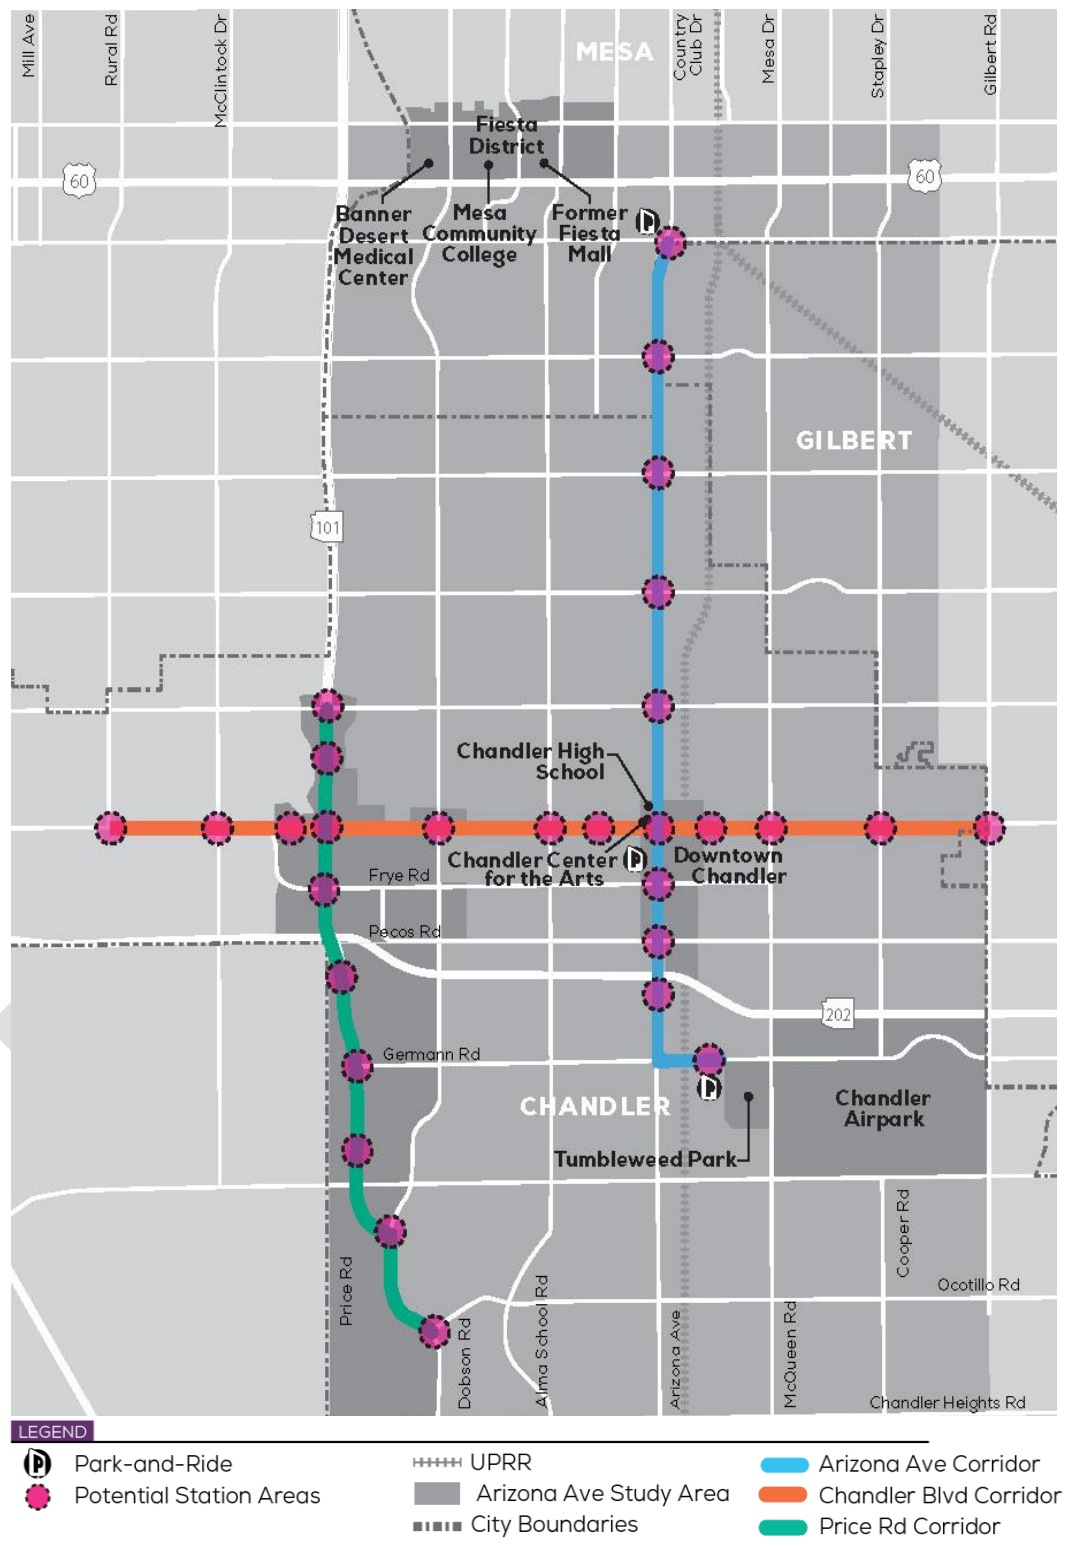 Mill Ave
Rural Rd
McClintock Dr
MESA
Country
Club Dr
Mesa Dr
Stapley Dr
Gilbert Rd
Fiesta
District
60
60
Banner
Desert
Medical
Center
Mesa
Community
College
Former
Fiesta
Mall
P
GILBERT
101
Chandler High
School
Chandler Center
for the Arts
P
Downtown
Chandler
Frye Rd
Pecos Rd
202
Germann Rd
CHANDLER
P
Chandler
Airpark
Tumbleweed Park
Price Rd
Dobson Rd
Alma School Rd
Arizona Ave
McQueen Rd
Cooper Rd
Ocotillo Rd
Chandler Heights Rd
LEGEND
P Park-and-Ride
Potential Station Areas
UPRR
Arizona Ave Study Area
City Boundaries
Arizona Ave Corridor
Chandler Blvd Corridor
Price Rd Corridor